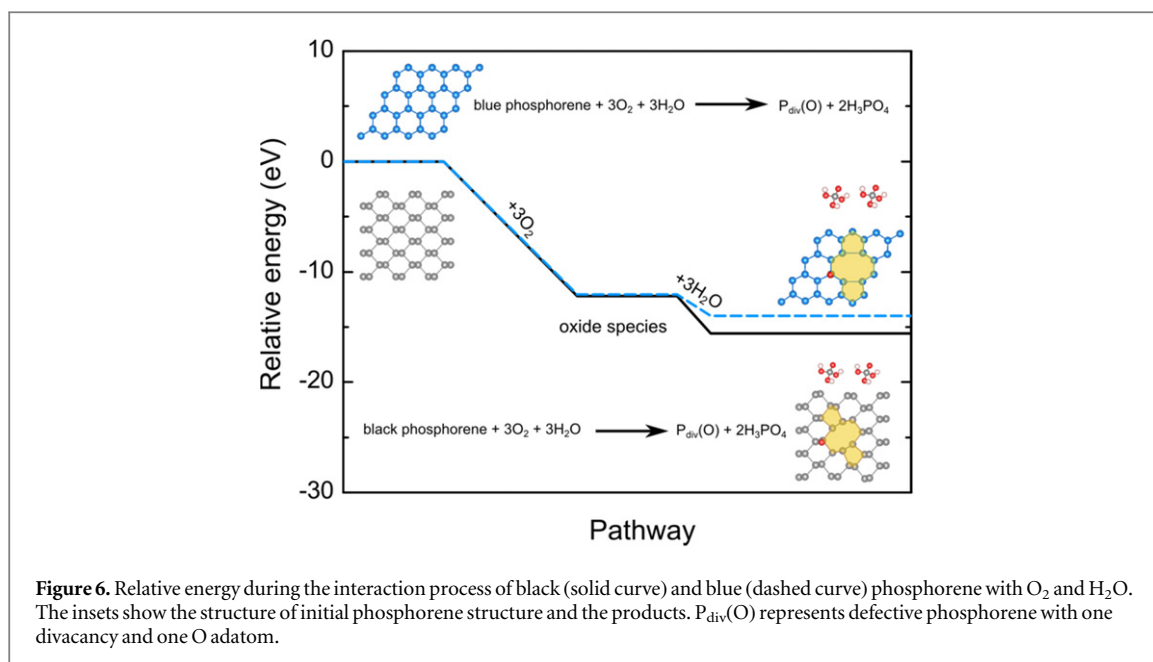 10
0
-10
-20
-30
Relative energy (eV)
blue phosphorene + 3O₂ + 3H₂O
P_div(O) + 2H₃PO₄
+3O₂
+3H₂O
oxide species
black phosphorene + 3O₂ + 3H₂O
P_div(O) + 2H₃PO₄
Pathway
Figure 6. Relative energy during the interaction process of black (solid curve) and blue (dashed curve) phosphorene with O₂ and H₂O.
The insets show the structure of initial phosphorene structure and the products. P_div(O) represents defective phosphorene with one
divacancy and one O adatom.